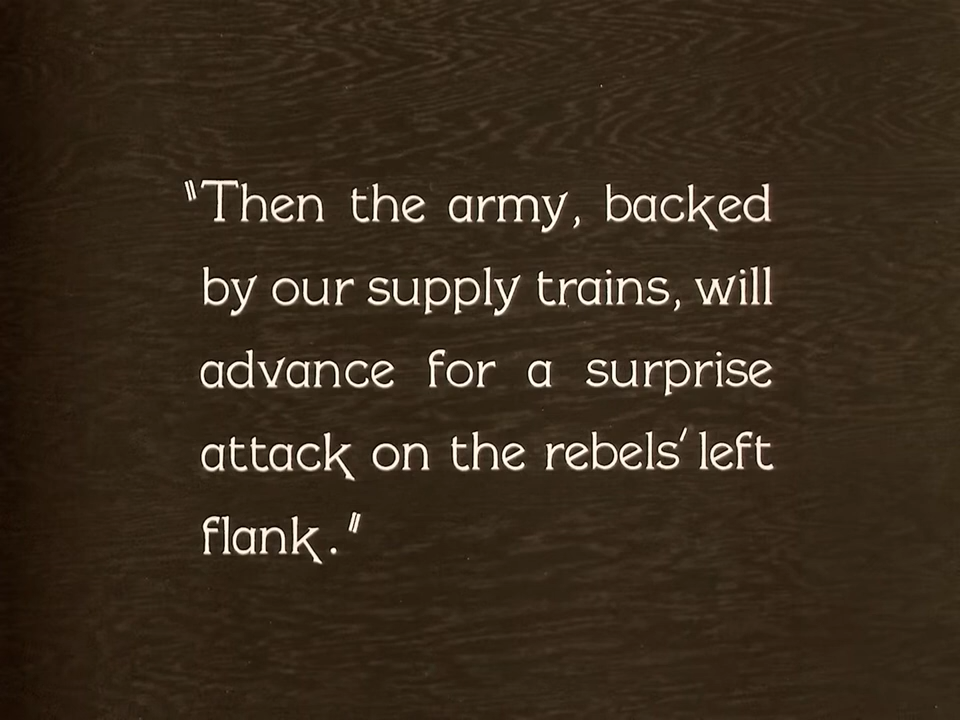 "Then the army, backed
by our supply trains, will
advance for a surprise
attack on the rebels' left
flank."